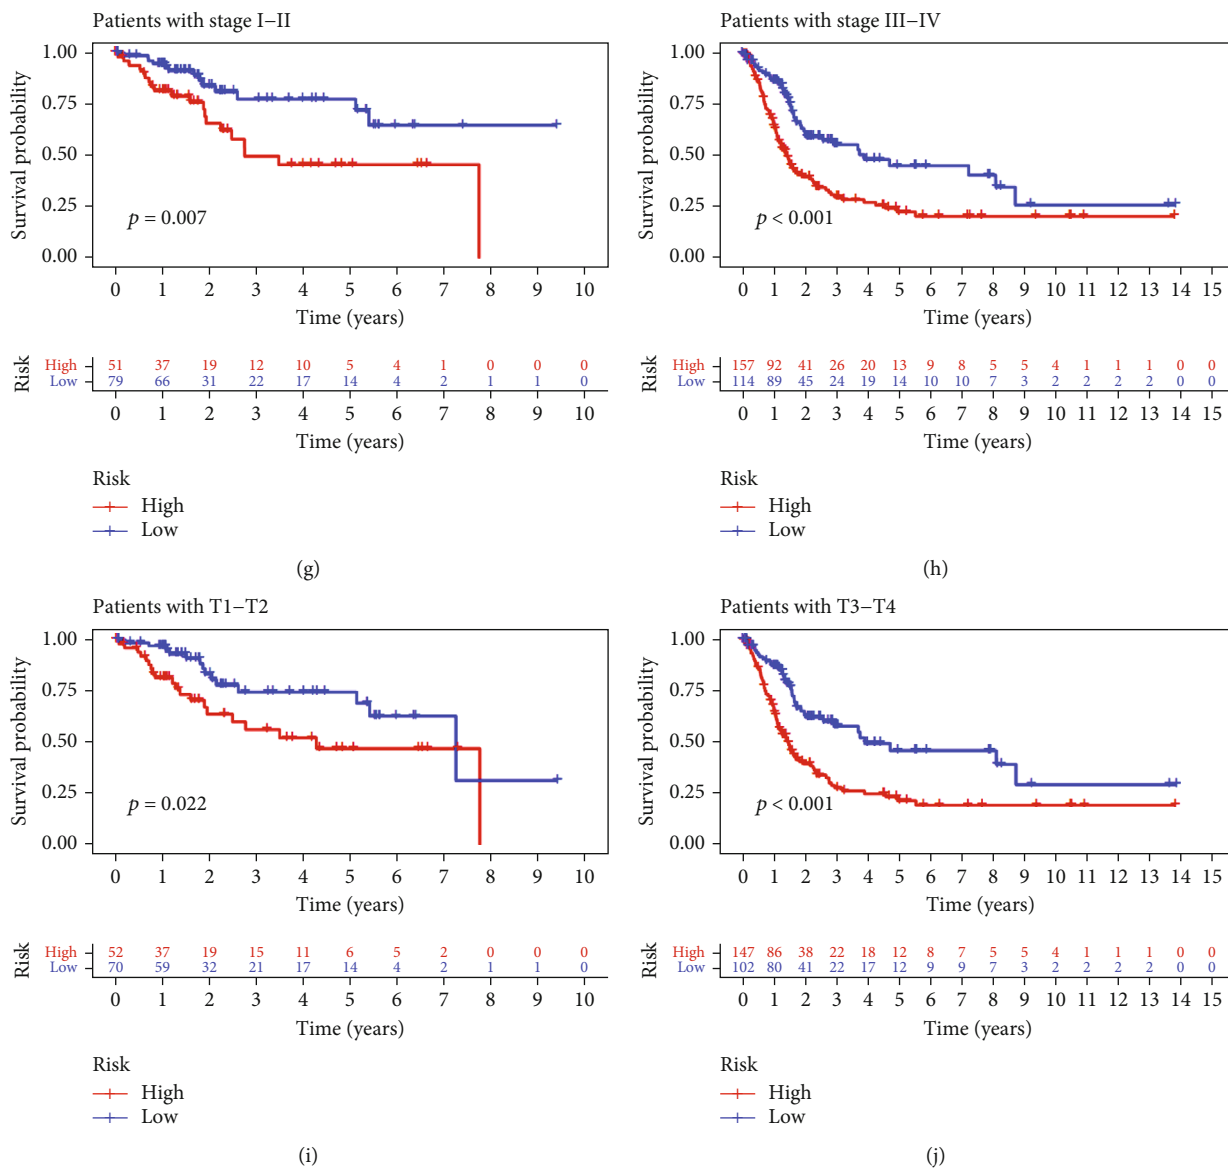 Patients with stage I−II
Survival probability
1.00
0.75
0.50
0.25
0.00
p = 0.007
0 1 2 3 4 5 6 7 8 9 10
Time (years)
Risk
High 51 37 19 12 10 5 4 1 0 0 0
Low 79 66 31 22 17 14 4 2 1 1 0
0 1 2 3 4 5 6 7 8 9 10
Time (years)
Risk
High
Low
(g)
Patients with stage III−IV
Survival probability
1.00
0.75
0.50
0.25
0.00
p < 0.001
0 1 2 3 4 5 6 7 8 9 10 11 12 13 14 15
Time (years)
Risk
High 157 92 41 26 20 13 9 8 5 5 4 1 1 1 0 0
Low 114 89 45 24 19 14 10 10 7 3 2 2 2 2 0 0
0 1 2 3 4 5 6 7 8 9 10 11 12 13 14 15
Time (years)
Risk
High
Low
(h)
Patients with T1−T2
Survival probability
1.00
0.75
0.50
0.25
0.00
p = 0.022
0 1 2 3 4 5 6 7 8 9 10
Time (years)
Risk
High 52 37 19 15 11 6 5 2 0 0 0
Low 70 59 32 21 17 14 4 2 1 1 0
0 1 2 3 4 5 6 7 8 9 10
Time (years)
Risk
High
Low
(i)
Patients with T3−T4
Survival probability
1.00
0.75
0.50
0.25
0.00
p < 0.001
0 1 2 3 4 5 6 7 8 9 10 11 12 13 14 15
Time (years)
Risk
High 147 86 38 22 18 12 8 7 5 5 4 1 1 1 0 0
Low 102 80 41 22 17 12 9 9 7 3 2 2 2 2 0 0
0 1 2 3 4 5 6 7 8 9 10 11 12 13 14 15
Time (years)
Risk
High
Low
(j)